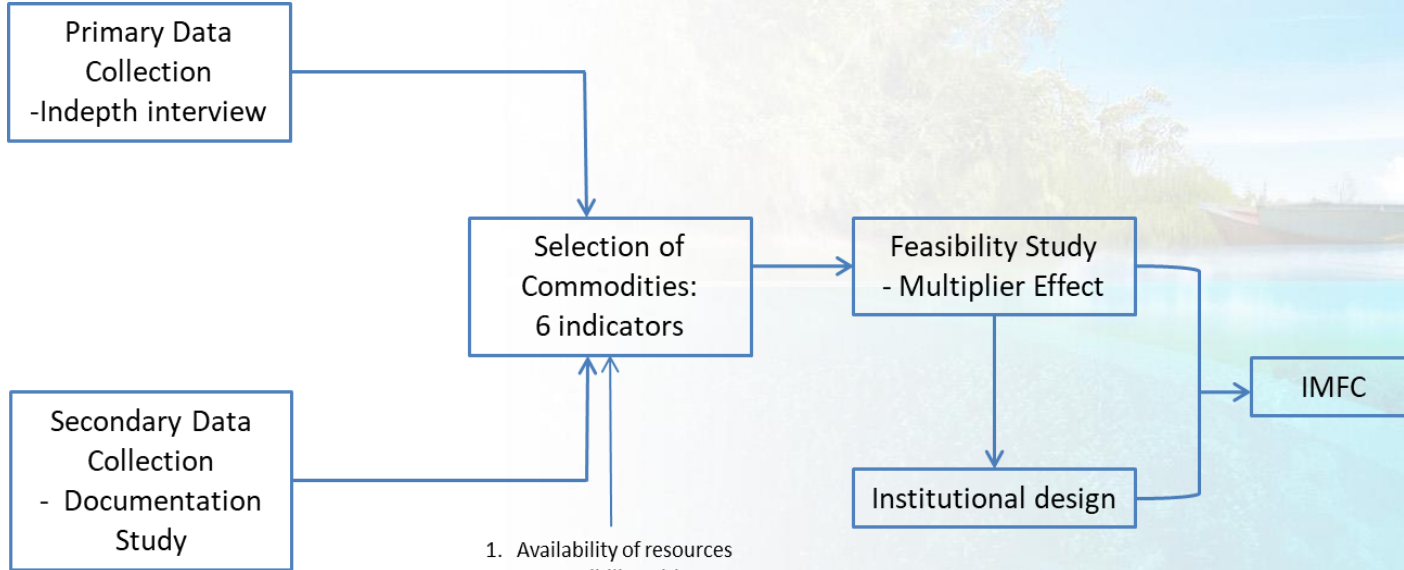 Primary Data
Collection
-Indepth interview
Selection of
Commodities:
6 indicators
Feasibility Study
- Multiplier Effect
IMFC
Secondary Data
Collection
- Documentation
Study
Institutional design
1. Availability of resources